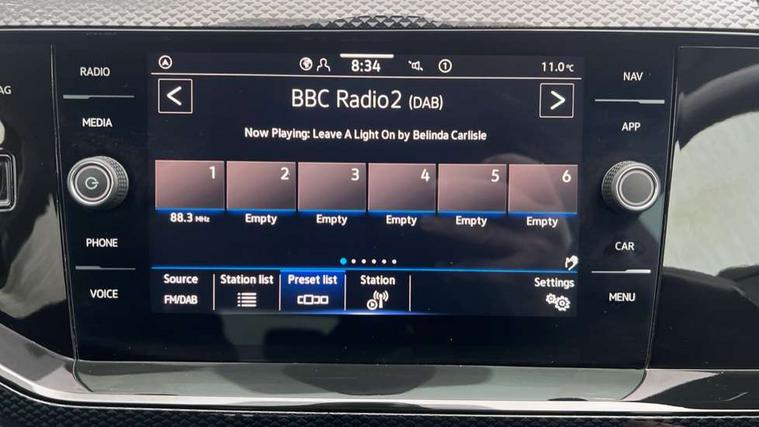 AG
RADIO
MEDIA
PHONE
VOICE
8:34
1
11.0°C
BBC Radio2 (DAB)
Now Playing: Leave A Light On by Belinda Carlisle
1 2 3 4 5 6
88.3 MHz Empty Empty Empty Empty Empty
Source Station list Preset list Station Settings
FM/DAB
NAV
APP
CAR
MENU